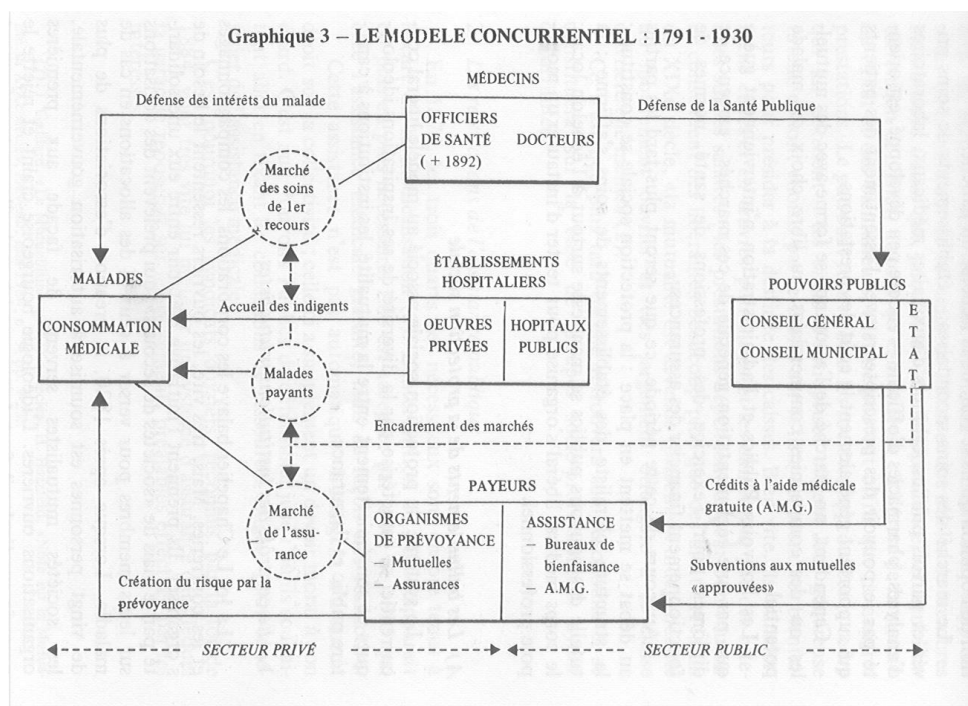 Graphique 3 – LE MODELE CONCURRENTIEL : 1791 - 1930
MÉDECINS
Défense des intérêts du malade
OFFICIERS
DE SANTÉ
(+ 1892)
DOCTEURS
Défense de la Santé Publique
Marché
des soins
de 1er
recours
MALADES
CONSOMMATION
MÉDICALE
ÉTABLISSEMENTS
HOSPITALIERS
Accueil des indigents
OEUVRES
PRIVÉES
HOPITAUX
PUBLICS
POUVOIRS PUBLICS
CONSEIL GÉNÉRAL
CONSEIL MUNICIPAL
E
T
A
T
Malades
payants
Encadrement des marchés
PAYEURS
Marché
de l'assu-
rance
ORGANISMES
DE PRÉVOYANCE
– Mutuelles
– Assurances
ASSISTANCE
– Bureaux de
bienfaisance
– A.M.G.
Crédits à l'aide médicale
gratuite (A.M.G.)
Subventions aux mutuelles
«approuvées»
Création du risque par la
prévoyance
SECTEUR PRIVÉ
SECTEUR PUBLIC